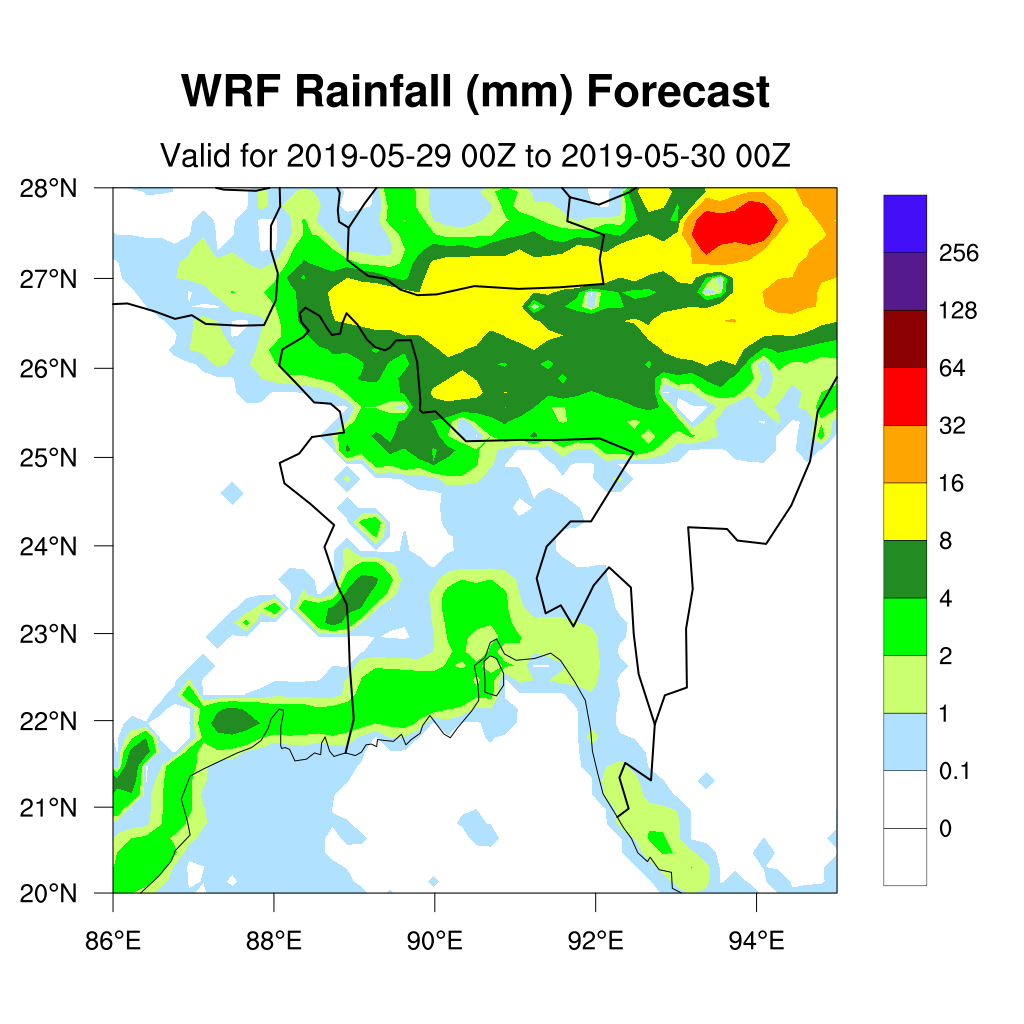 WRF Rainfall (mm) Forecast
Valid for 2019-05-29 00Z to 2019-05-30 00Z
28°N
27°N
26°N
25°N
24°N
23°N
22°N
21°N
20°N
86°E 88°E 90°E 92°E 94°E
256
128
64
32
16
8
4
2
1
0.1
0